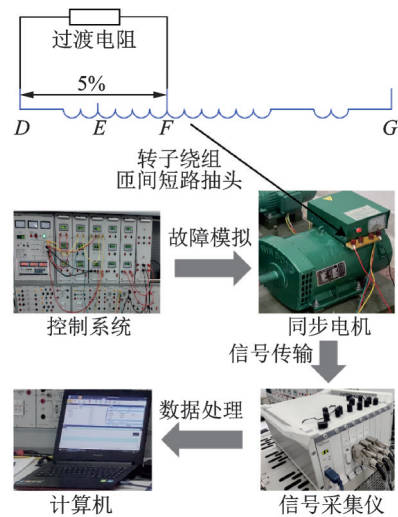 过渡电阻
5%
D E F G
转子绕组
匝间短路抽头
故障模拟
控制系统
同步电机
信号传输
数据处理
计算机
信号采集仪